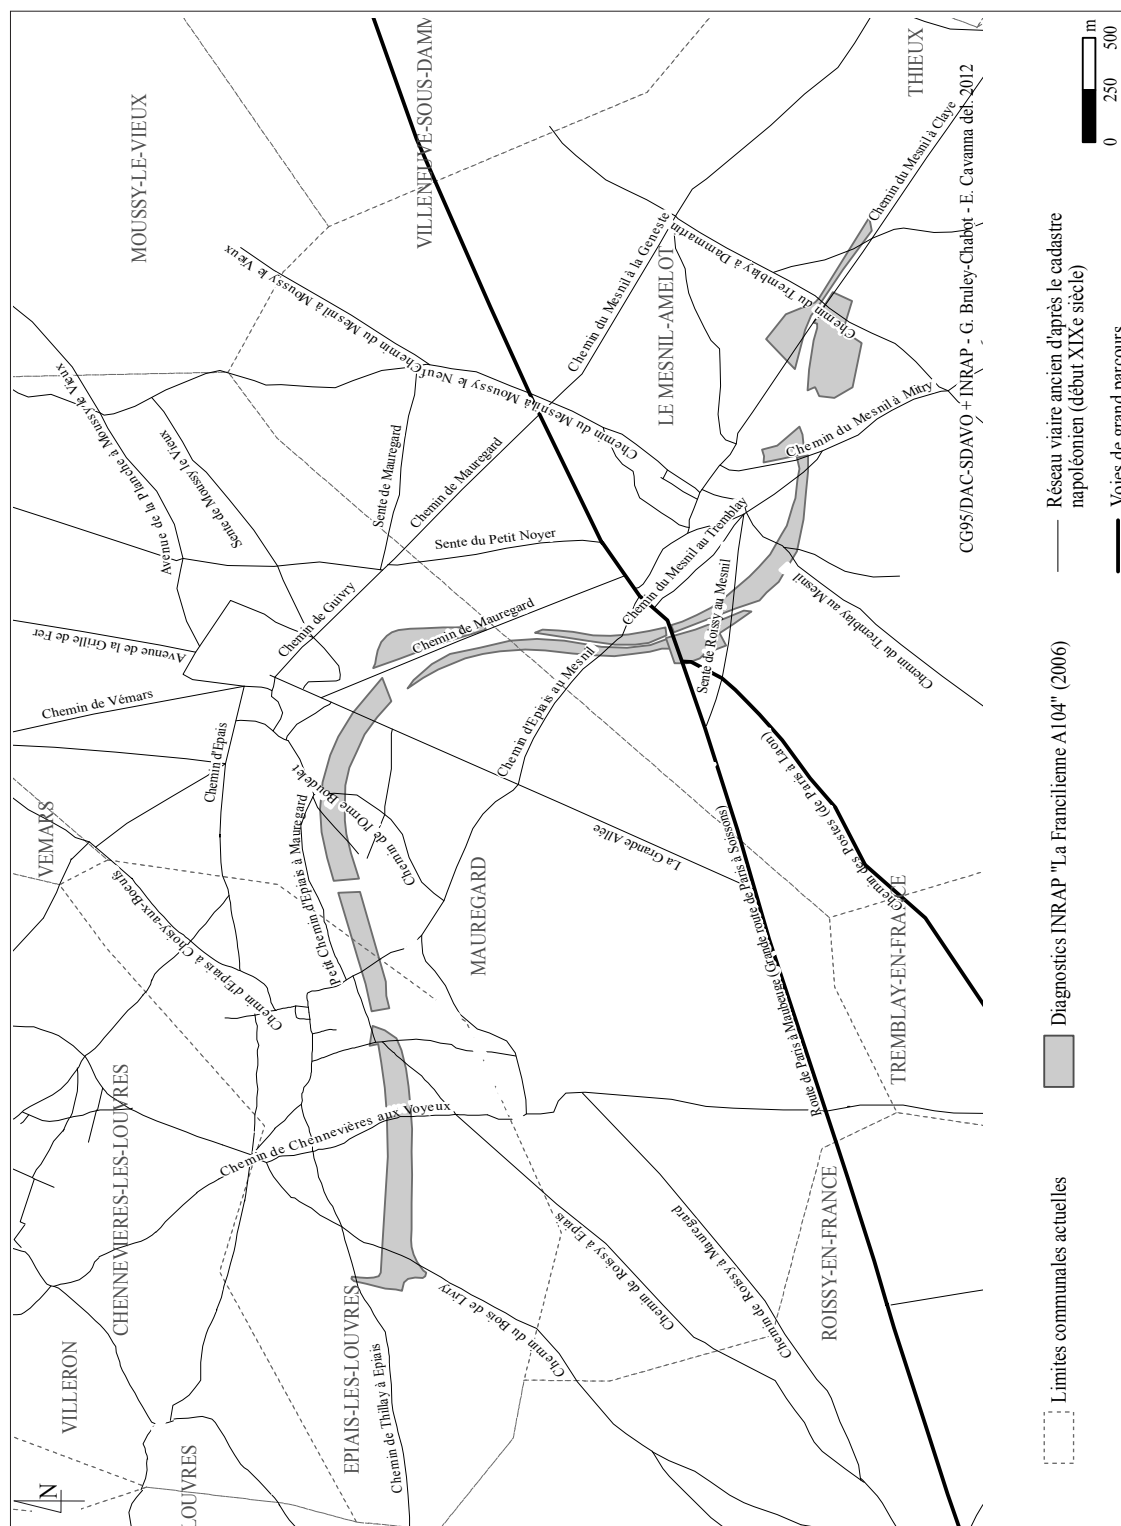 MOUSSY-LE-VIEUX
VILLENEUVE-SOUS-DAMM
THIEUX
LE MESNIL-AMELOT
VEMARS
MAUREGARD
CHENNEVIERES-LES-LOUVRES
VILLERON
LOUVRES
EPIAIS-LES-LOUVRES
ROISSY-EN-FRANCE
TREMBLAY-EN-FRANCE
N
Avenue de la Planche à Moussy le Vieux
Sente de Moussy le Vieux
Chemin du Mesnil à Moussy le Vieux
Chemin du Mesnil à Moussy le Neuf
Sente de Mauregard
Chemin de Mauregard
Sente du Petit Noyer
Chemin du Mesnil à la Geneste
Chemin du Tremblay à Dammartin
Chemin du Mesnil à Claye
Chemin du Mesnil à Mitry
Avenue de la Grille de Fer
Chemin de Guivry
Chemin de Mauregard
Chemin du Mesnil au Tremblay
Sente de Roissy au Mesnil
Chemin du Tremblay au Mesnil
Chemin de Vémars
Chemin d'Epais
Chemin d'Epiais au Mesnil
La Grande Allée
Chemin de l'Orme Bourdelet
Petit Chemin d'Epiais à Mauregard
Chemin d'Epiais à Choisy-aux-Boeufs
Chemin de Chennevières aux Voyeux
Route de Paris à Maubeuge (Grande route de Paris à Soissons)
Chemin des Postes (de Paris à Laon)
Chemin du Bois de Livry
Chemin de Roissy à Epiais
Chemin de Roissy à Mauregard
Chemin de Thillay à Epiais
CG95/DAC-SDAVO + INRAP - G. Bruley-Chabot - E. Cavanna del. 2012
0 250 500 m
Limites communales actuelles
Diagnostics INRAP "La Francilienne A104" (2006)
Réseau viaire ancien d'après le cadastre
napoléonien (début XIXe siècle)
Voies de grand parcours